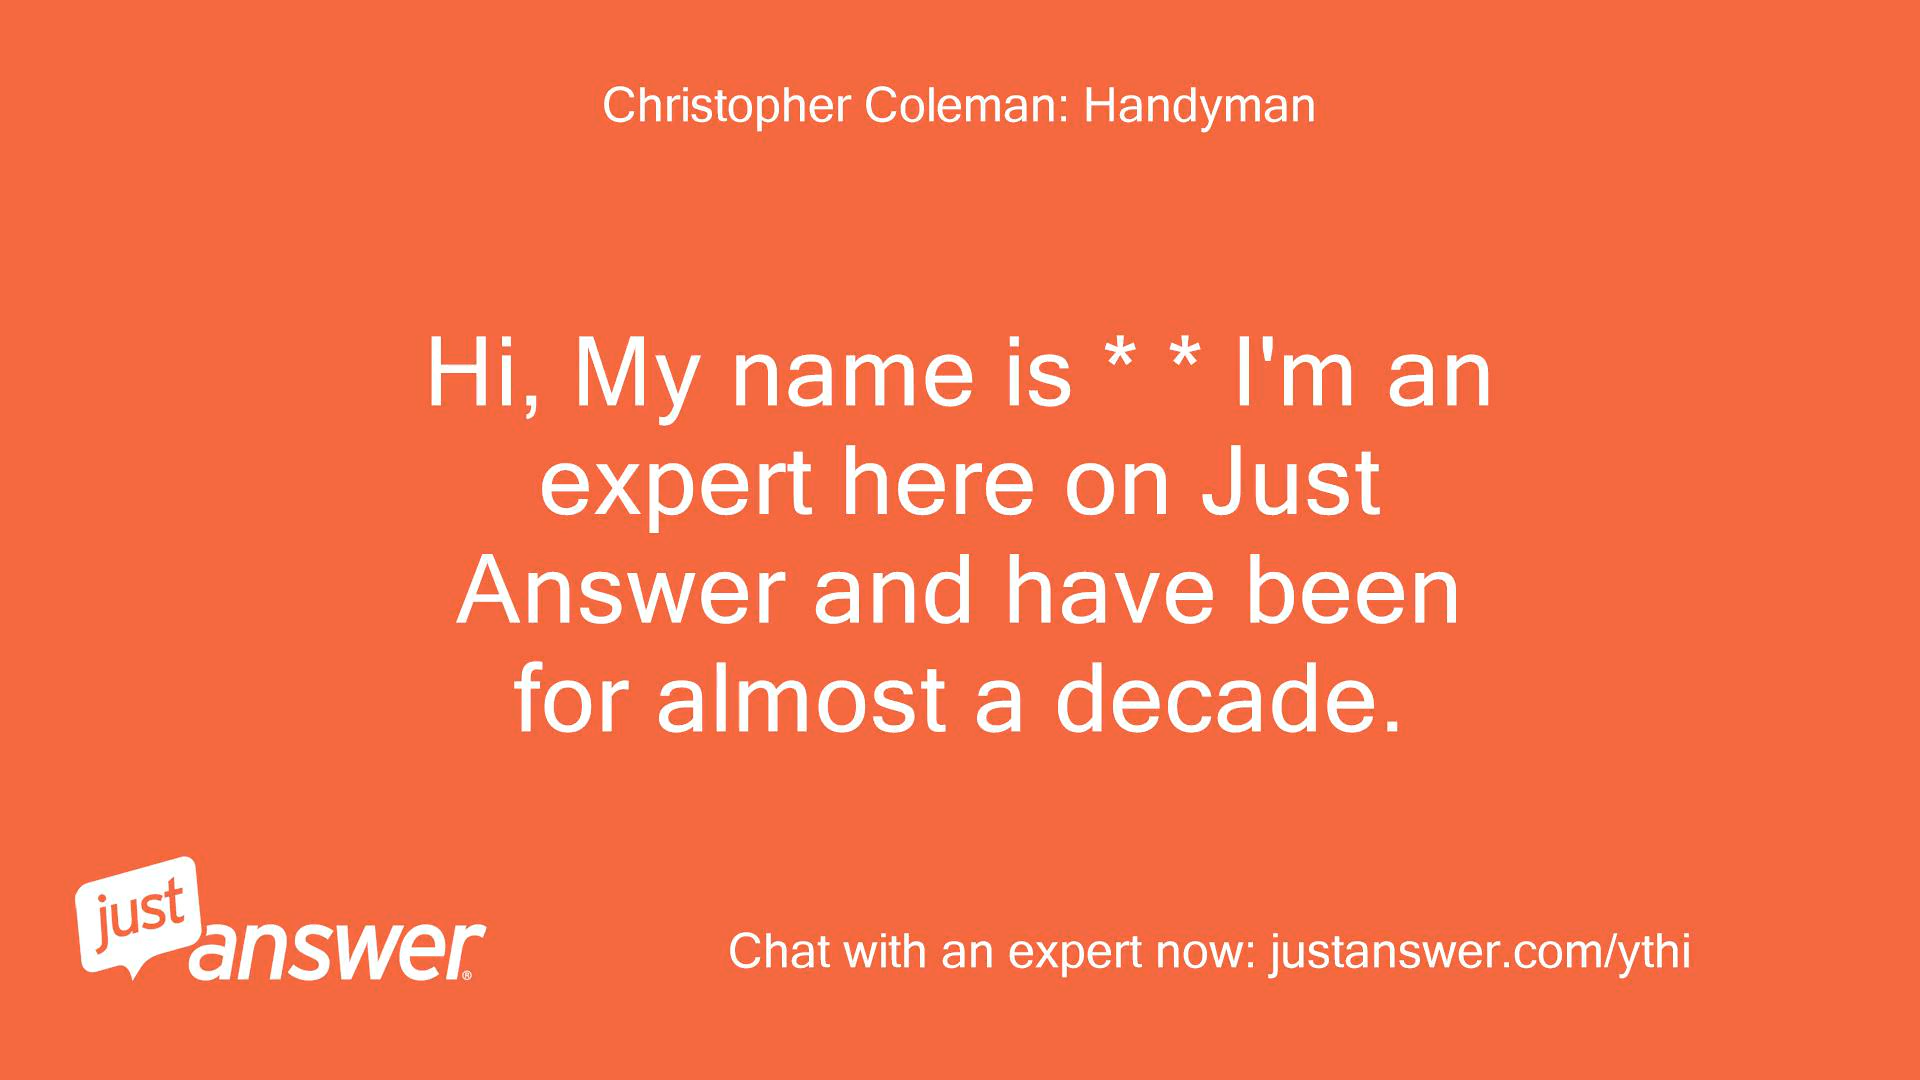 Christopher Coleman: Handyman
Hi, My name is * * I'm an
expert here on Just
Answer and have been
for almost a decade.
just
answer®
Chat with an expert now: justanswer.com/ythi